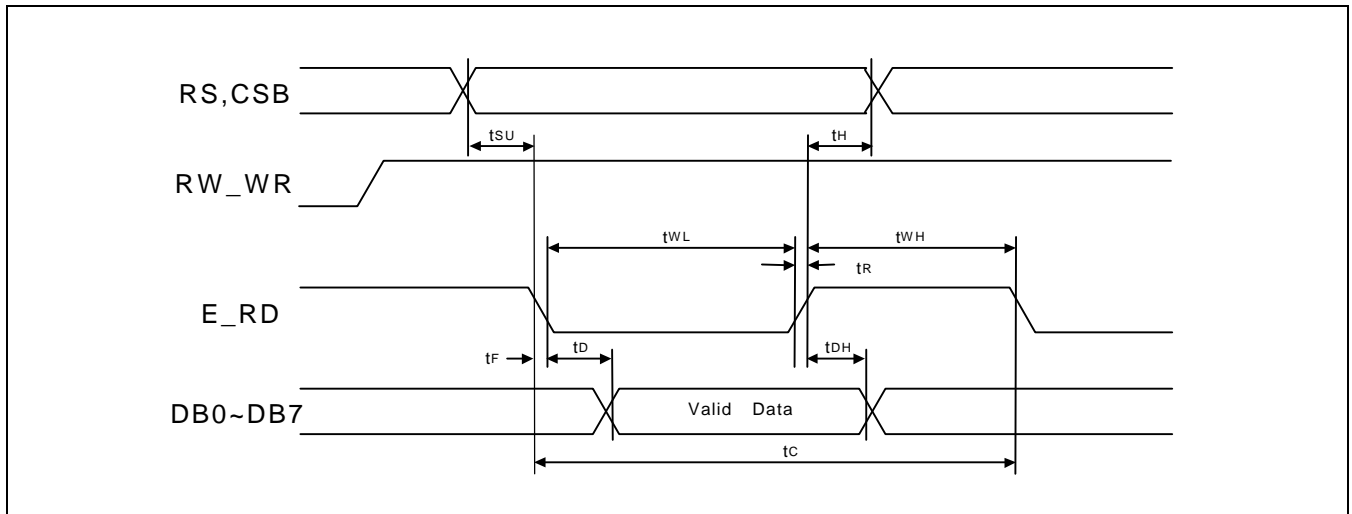 RS,CSB
tSU
tH
RW_WR
tWL
tWH
tR
E_RD
tF
tD
tDH
DB0~DB7
Valid Data
tC